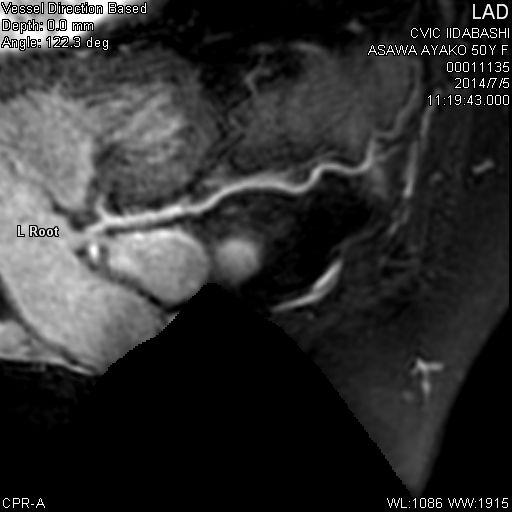 Vessel Direction Based
Depth: 0.0 mm
Angle: 122.3 deg
LAD
CVIC IIDABASHI
ASAWA AYAKO 50Y F
00011135
2014/7/5
11:19:43.000
L Root
CPR-A
WL:1086 WW:1915